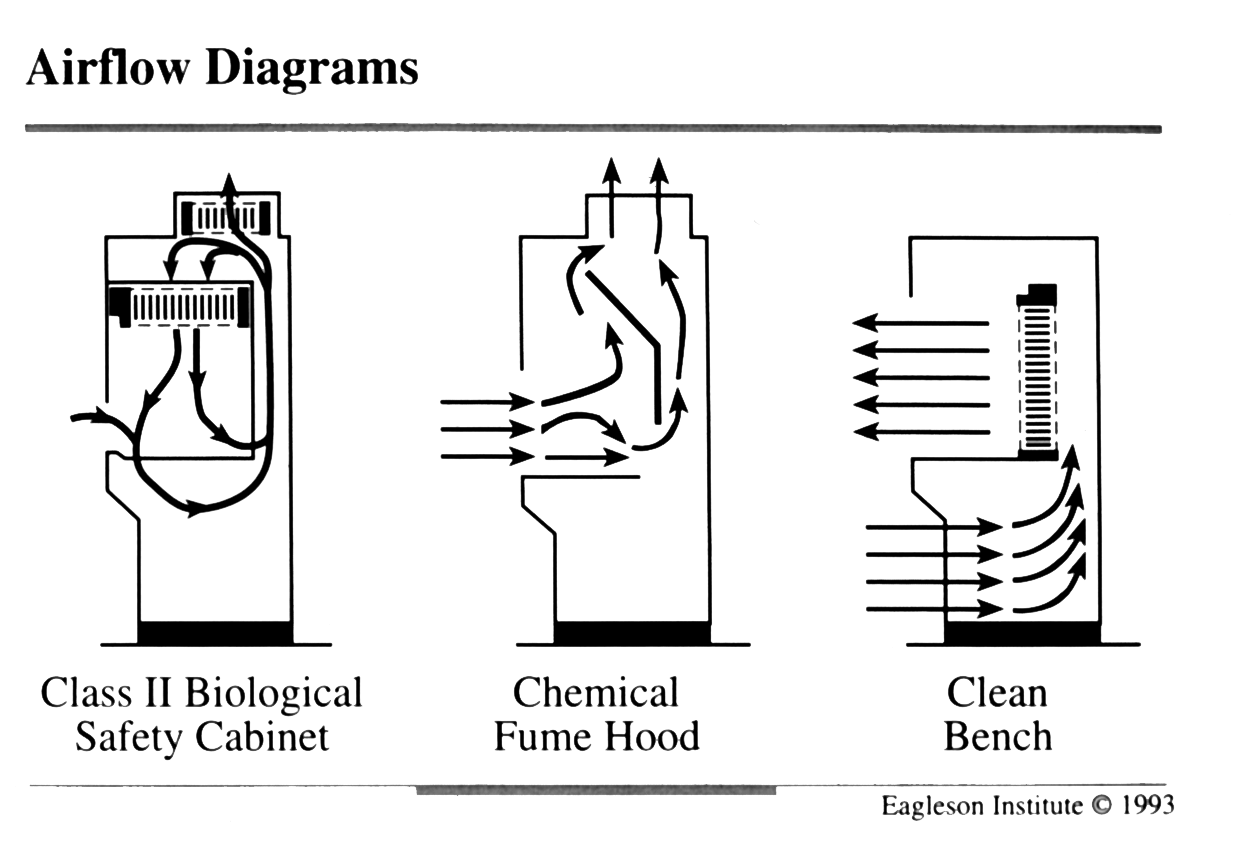 Airflow Diagrams
Class II Biological
Safety Cabinet
Chemical
Fume Hood
Clean
Bench
Eagleson Institute © 1993